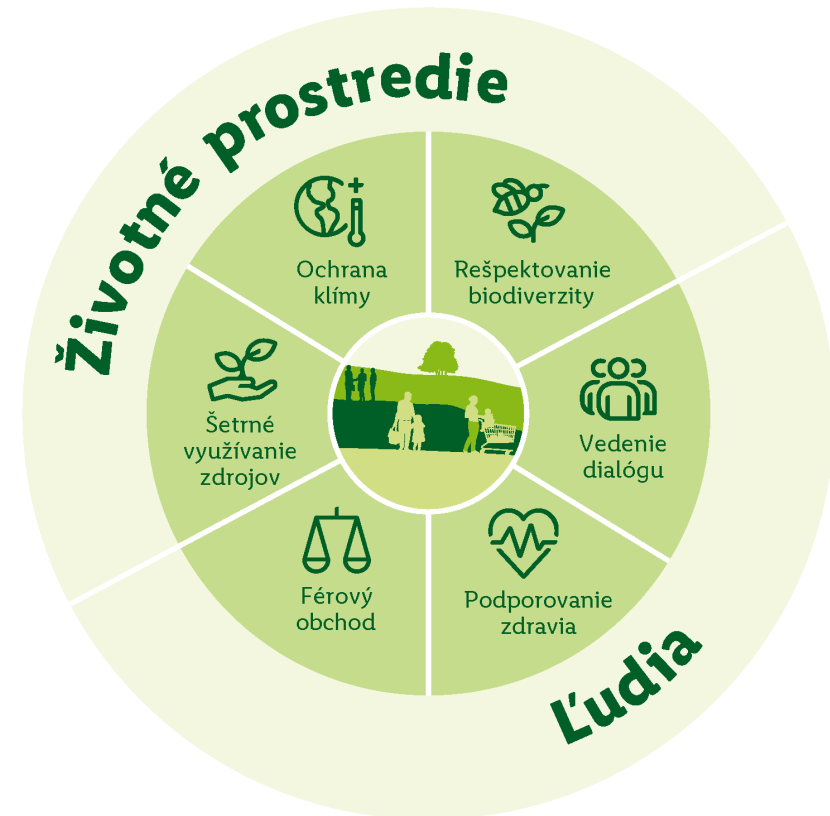 Životné prostredie
Ochrana
klímy
Rešpektovanie
biodiverzity
Šetrné
využívanie
zdrojov
Vedenie
dialógu
Férový
obchod
Podporovanie
zdravia
Ľudia